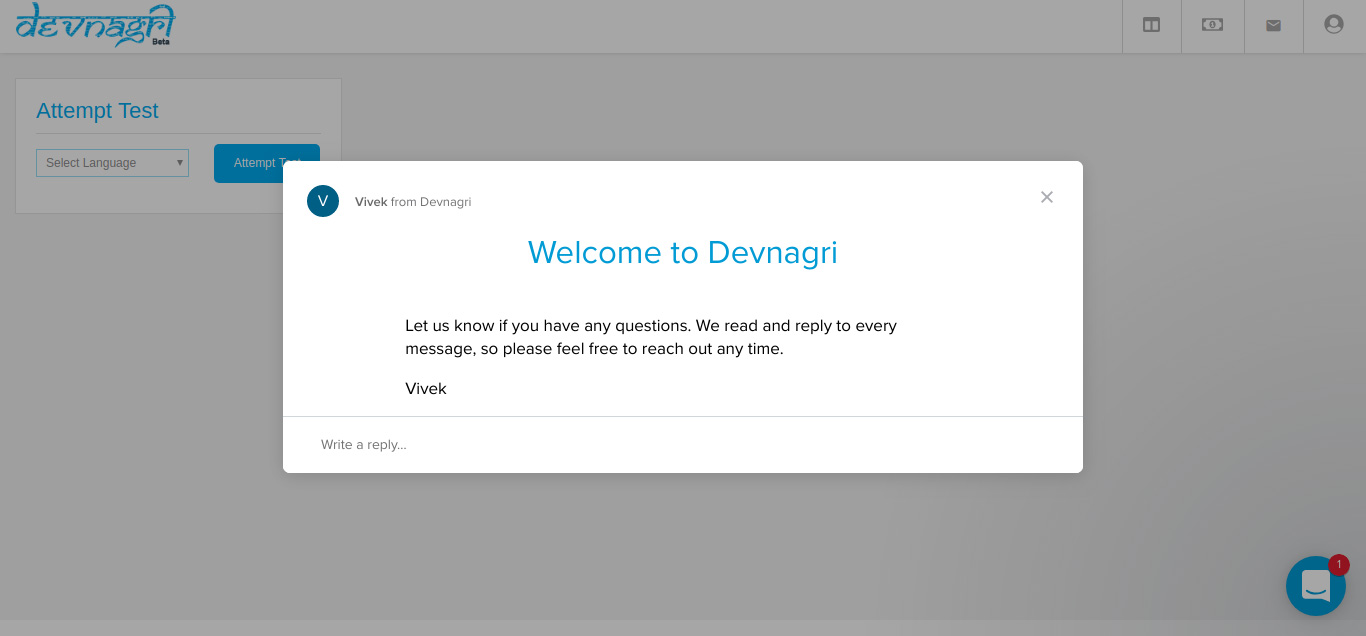 devnagri
Beta
Attempt Test
Select Language
Attempt Test
V
Vivek from Devnagri
Welcome to Devnagri
Let us know if you have any questions. We read and reply to every
message, so please feel free to reach out any time.
Vivek
Write a reply...
1